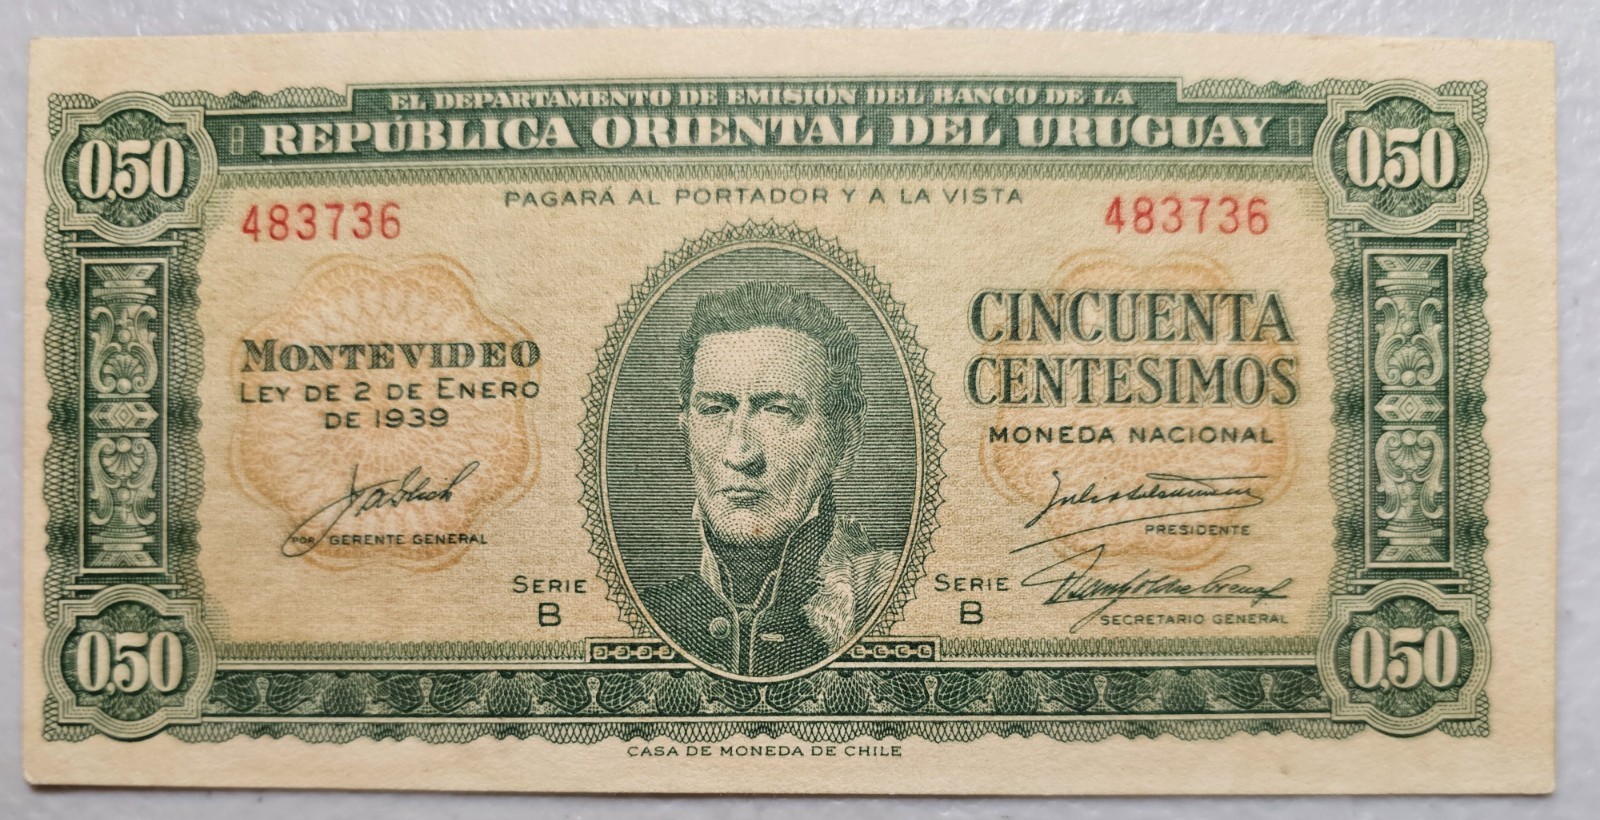 EL DEPARTAMENTO DE EMISIÓN DEL BANCO DE LA
REPÚBLICA ORIENTAL DEL URUGUAY
0,50
0,50
PAGARÁ AL PORTADOR Y A LA VISTA
483736
483736
MONTEVIDEO
LEY DE 2 DE ENERO
DE 1939
CINCUENTA
CENTESIMOS
MONEDA NACIONAL
POR GERENTE GENERAL
PRESIDENTE
SERIE
B
SERIE
B
SECRETARIO GENERAL
0,50
0,50
CASA DE MONEDA DE CHILE